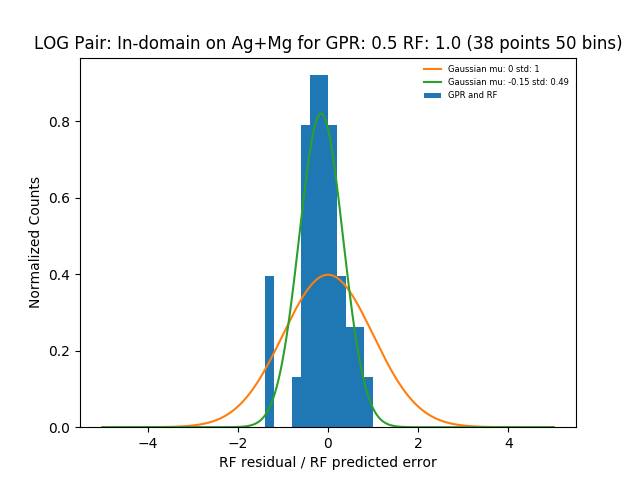 LOG Pair: In-domain on Ag+Mg for GPR: 0.5 RF: 1.0 (38 points 50 bins)
Gaussian mu: 0 std: 1
Gaussian mu: -0.15 std: 0.49
GPR and RF
0.8
0.6
0.4
0.2
0.0
Normalized Counts
−4 −2 0 2 4
RF residual / RF predicted error